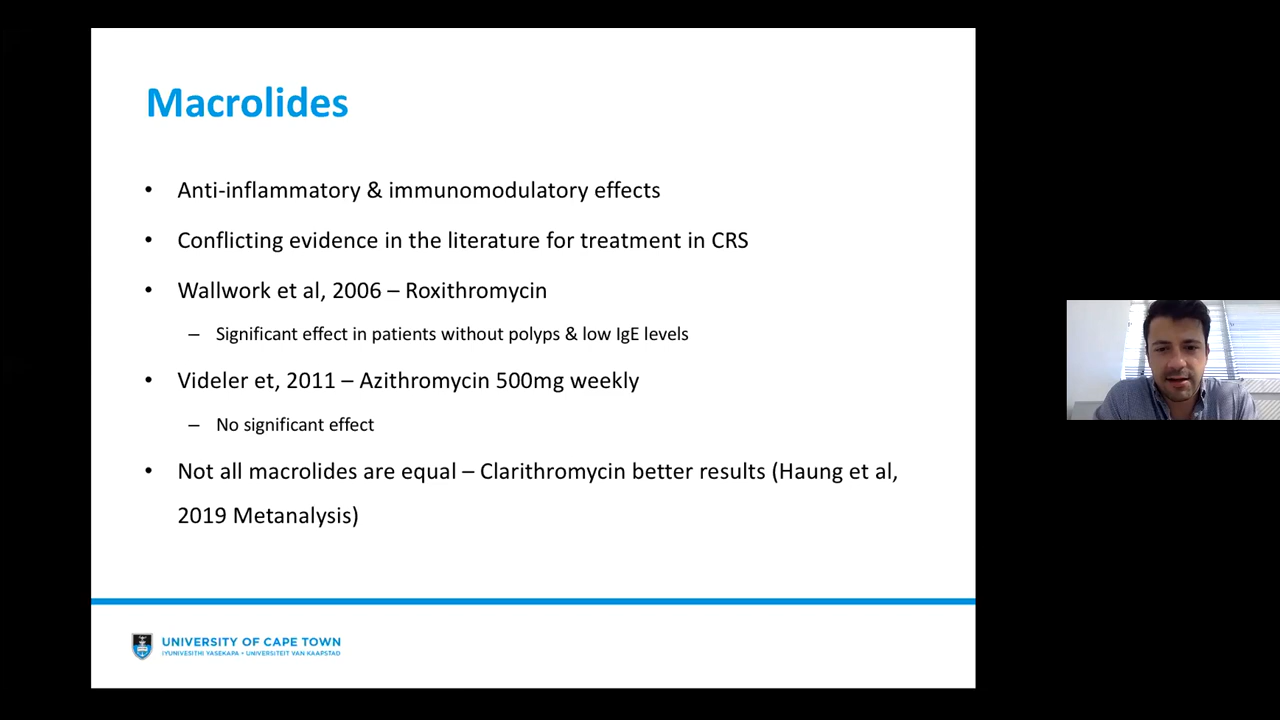 Macrolides
• Anti-inflammatory & immunomodulatory effects
• Conflicting evidence in the literature for treatment in CRS
• Wallwork et al, 2006 – Roxithromycin
– Significant effect in patients without polyps & low IgE levels
• Videler et, 2011 – Azithromycin 500mg weekly
– No significant effect
• Not all macrolides are equal – Clarithromycin better results (Haung et al,
2019 Metanalysis)
UNIVERSITY OF CAPE TOWN
IYUNIVESITHI YASEKAPA • UNIVERSITEIT VAN KAAPSTAD